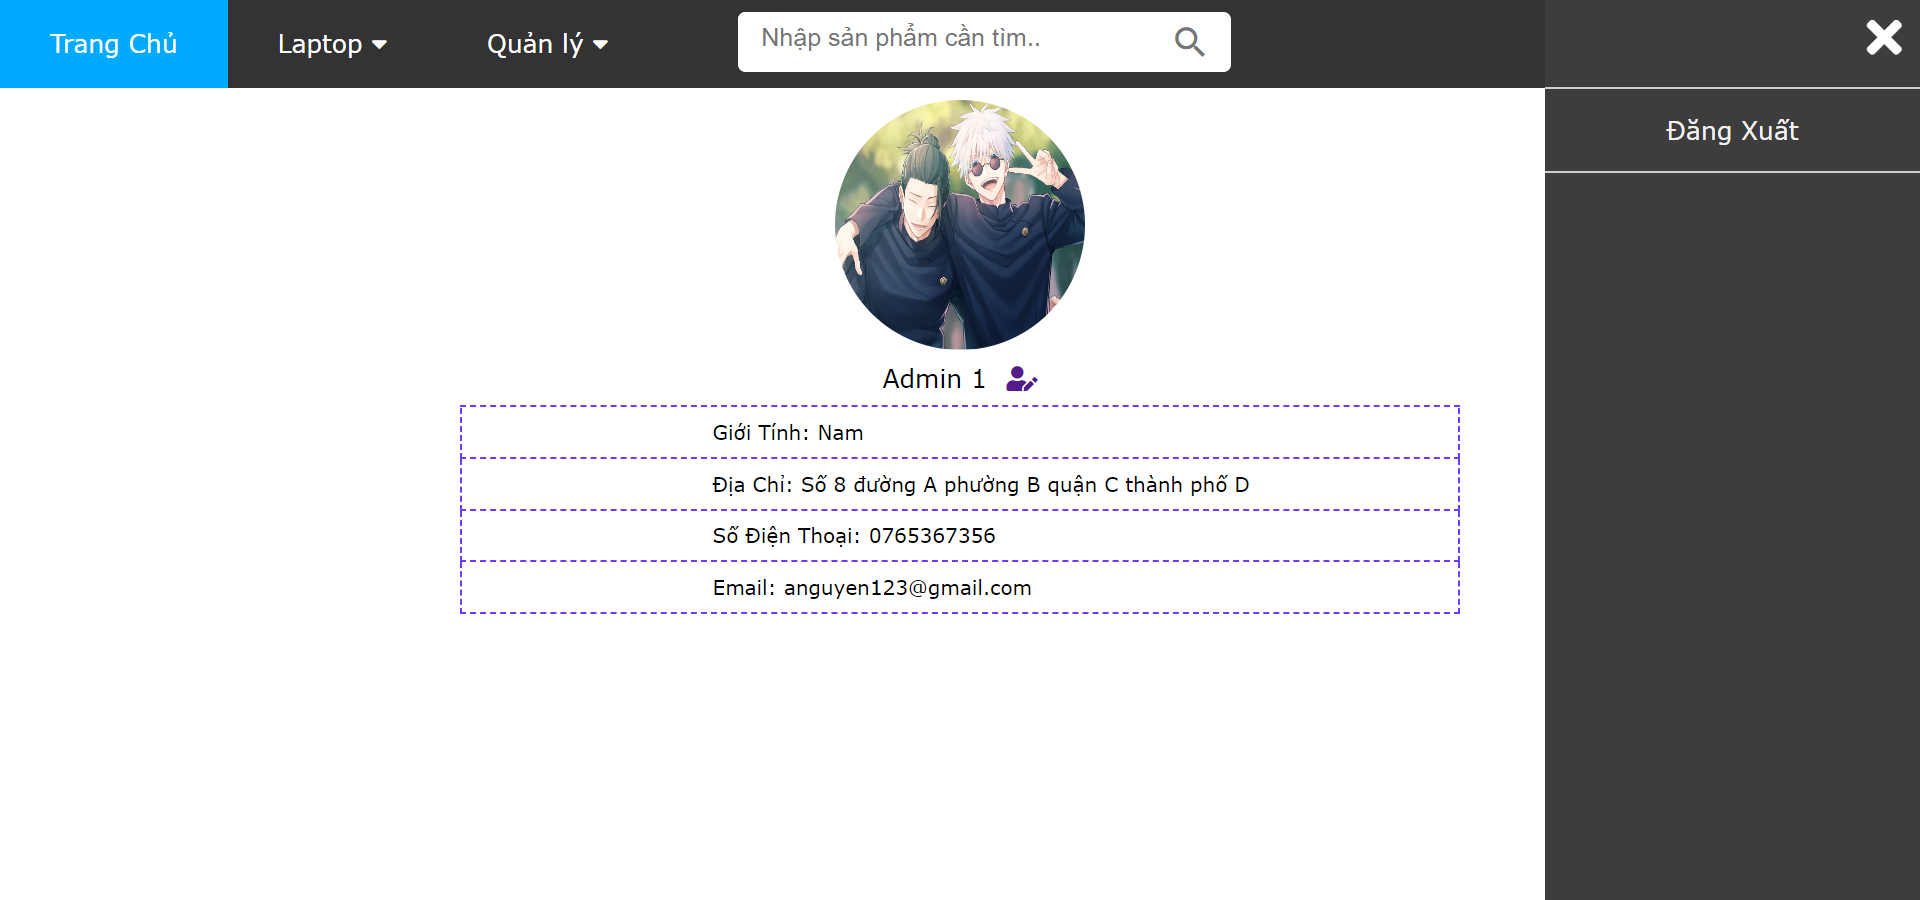 Trang Chủ Laptop Quản lý Nhập sản phẩm cần tìm..
Đăng Xuất
Admin 1
Giới Tính: Nam
Địa Chỉ: Số 8 đường A phường B quận C thành phố D
Số Điện Thoại: 0765367356
Email: anguyen123@gmail.com